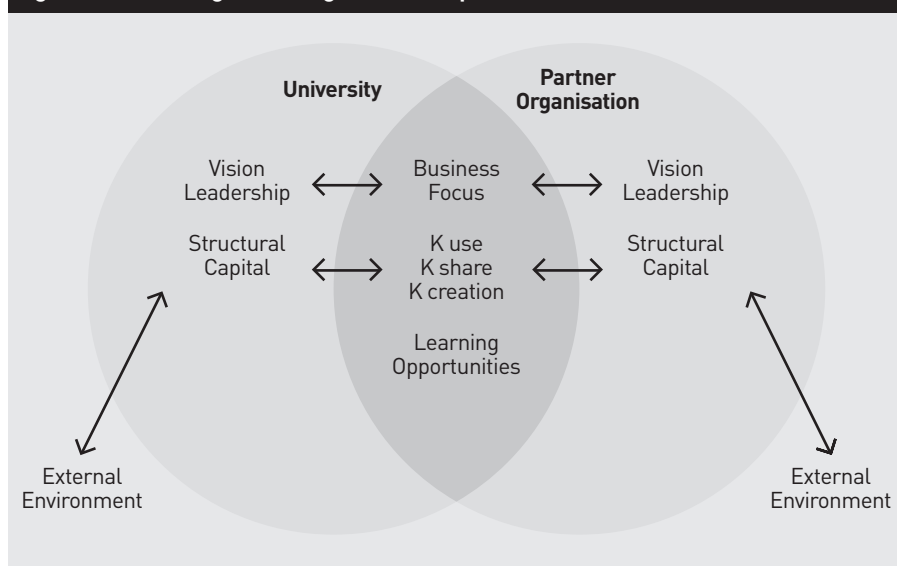 University
Partner
Organisation
Vision
Leadership
Business
Focus
Vision
Leadership
Structural
Capital
K use
K share
K creation
Structural
Capital
Learning
Opportunities
External
Environment
External
Environment